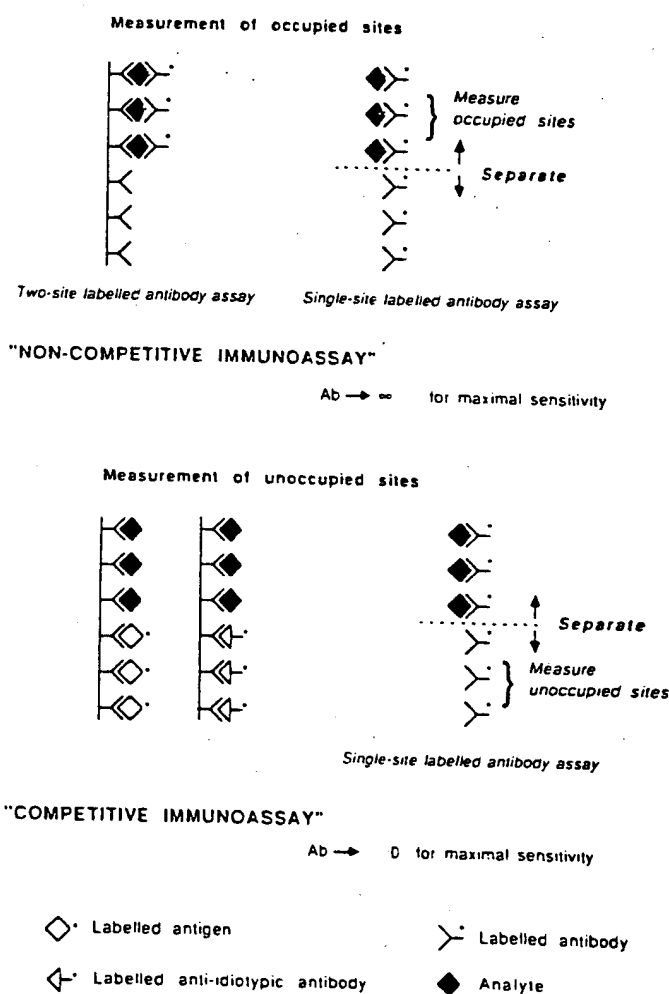 Measurement of occupied sites
Measure
occupied sites
Separate
Two-site labelled antibody assay
Single-site labelled antibody assay
"NON-COMPETITIVE IMMUNOASSAY"
Ab → ∞ for maximal sensitivity
Measurement of unoccupied sites
Separate
Measure
unoccupied sites
Single-site labelled antibody assay
"COMPETITIVE IMMUNOASSAY"
Ab → 0 for maximal sensitivity
Labelled antigen
Labelled antibody
Labelled anti-idiotypic antibody
Analyte